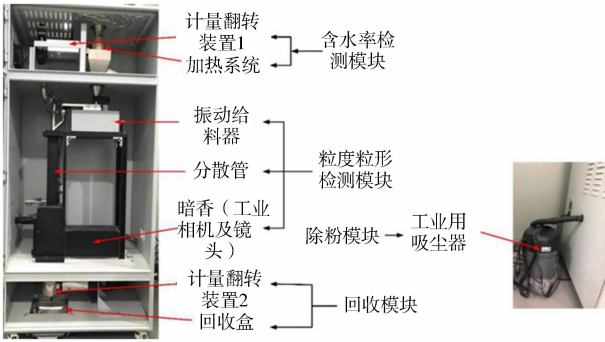 计量翻转
装置1
加热系统
含水率检
测模块
振动给
料器
分散管
暗香（工业
相机及镜
头）
粒度粒形
检测模块
除粉模块
工业用
吸尘器
计量翻转
装置2
回收盒
回收模块